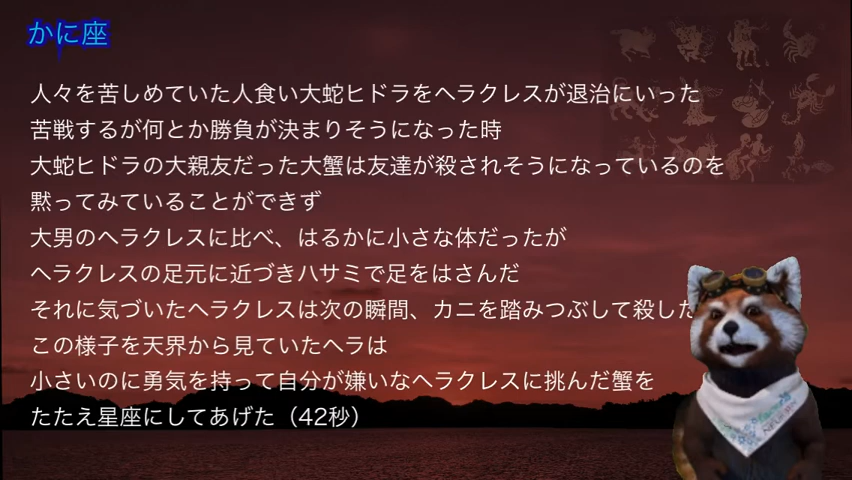 かに座
人々を苦しめていた人食い大蛇ヒドラをヘラクレスが退治にいった
苦戦するが何とか勝負が決まりそうになった時
大蛇ヒドラの大親友だった大蟹は友達が殺されそうになっているのを
黙ってみていることができず
大男のヘラクレスに比べ、はるかに小さな体だったが
ヘラクレスの足元に近づきハサミで足をはさんだ
それに気づいたヘラクレスは次の瞬間、カニを踏みつぶして殺した
この様子を天界から見ていたヘラは
小さいのに勇気を持って自分が嫌いなヘラクレスに挑んだ蟹を
たたえ星座にしてあげた（42秒）